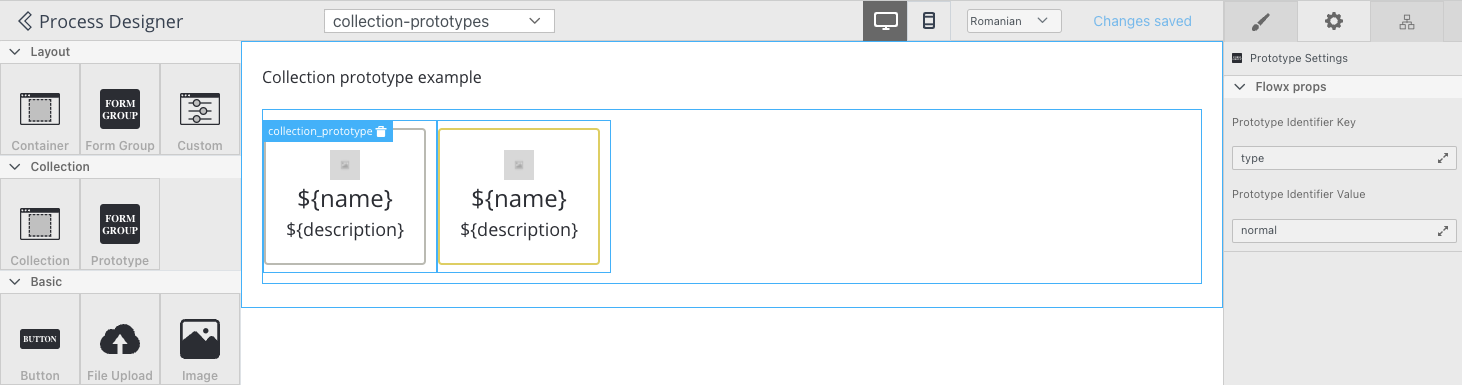 Process Designer
collection-prototypes
Romanian
Changes saved
Layout
FORM
GROUP
Container
Form Group
Custom
Collection
FORM
GROUP
Collection
Prototype
Basic
BUTTON
Button
File Upload
Image
Collection prototype example
collection_prototype
${name}
${description}
${name}
${description}
Prototype Settings
Flowx props
Prototype Identifier Key
type
Prototype Identifier Value
normal